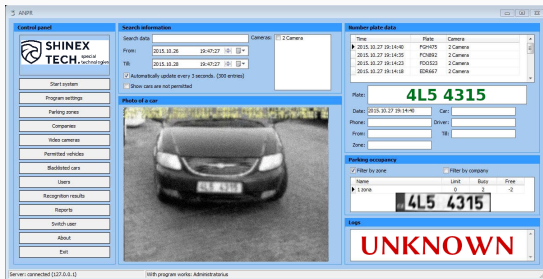 ANPR
Control panel
SHINEX
TECH. special technologies
Start system
Program settings
Parking zones
Companies
Video cameras
Permitted vehicles
Blacklisted cars
Users
Recognition results
Reports
Switch user
About
Exit
Search information
Search data
Cameras:
2 Camera
From: 2015.10.28 19:47:27
Till: 2015.10.28 19:47:27
Automatically update every 3 seconds. (300 entries)
Show cars are not permitted
Photo of a car
4L5 4315
Number plate data
Time Plate Camera
2015.10.27 19:14:40 FGH475 2 Camera
2015.10.27 19:14:35 FCN892 2 Camera
2015.10.27 19:14:23 FDO523 2 Camera
2015.10.27 19:14:18 EDR667 2 Camera
Plate: 4L5 4315
Date: 2015.10.27 19:14:40 Car:
Phone: Driver:
From: Till:
Zone:
Parking occupancy
Filter by zone Filter by company
Name Limit Busy Free
1 zona 0 2 -2
4L5 4315
Logo
UNKNOWN
Server: connected (127.0.0.1) With program works: Administratorius